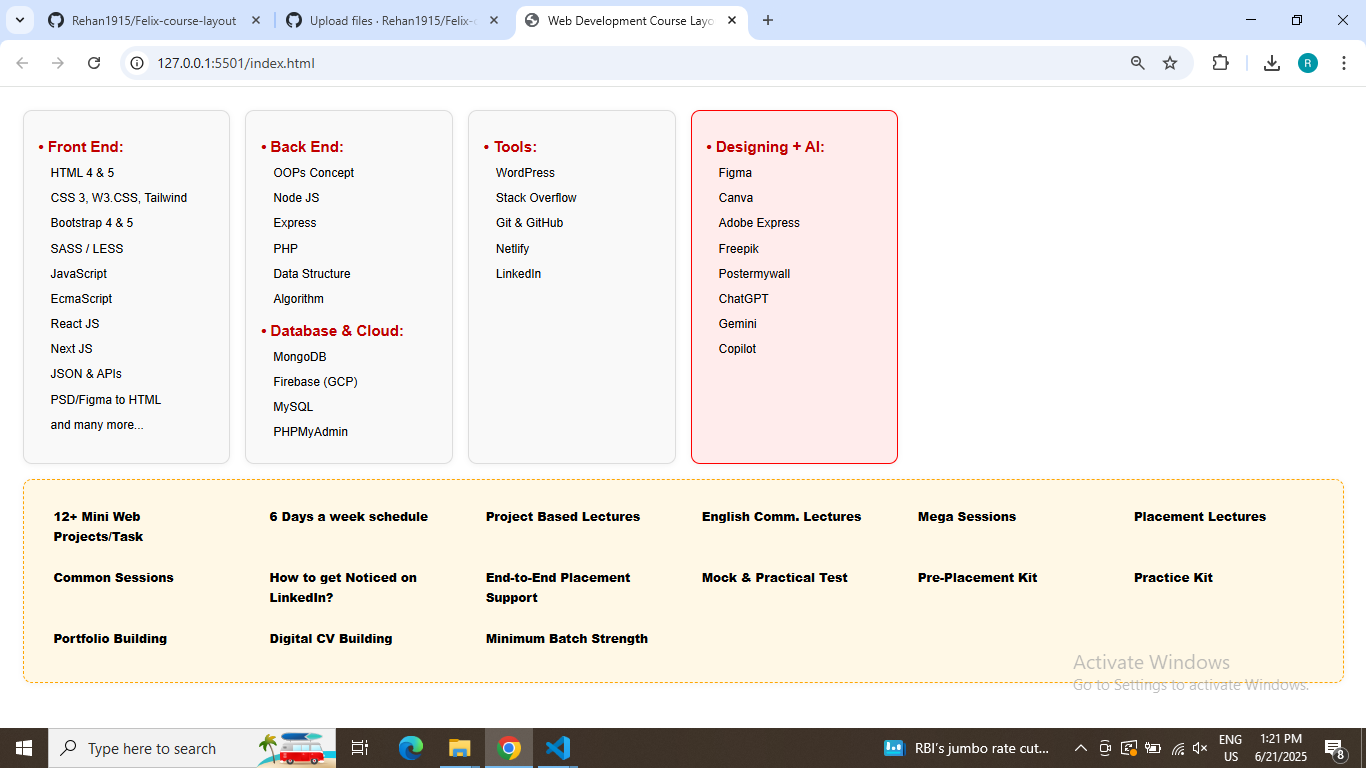 Rehan1915/Felix-course-layout
Upload files · Rehan1915/Felix-c
Web Development Course Layo
127.0.0.1:5501/index.html
R
• Front End:
HTML 4 & 5
CSS 3, W3.CSS, Tailwind
Bootstrap 4 & 5
SASS / LESS
JavaScript
EcmaScript
React JS
Next JS
JSON & APIs
PSD/Figma to HTML
and many more...
• Back End:
OOPs Concept
Node JS
Express
PHP
Data Structure
Algorithm
• Database & Cloud:
MongoDB
Firebase (GCP)
MySQL
PHPMyAdmin
• Tools:
WordPress
Stack Overflow
Git & GitHub
Netlify
LinkedIn
• Designing + AI:
Figma
Canva
Adobe Express
Freepik
Postermywall
ChatGPT
Gemini
Copilot
12+ Mini Web
Projects/Task
6 Days a week schedule
Project Based Lectures
English Comm. Lectures
Mega Sessions
Placement Lectures
Common Sessions
How to get Noticed on
LinkedIn?
End-to-End Placement
Support
Mock & Practical Test
Pre-Placement Kit
Practice Kit
Portfolio Building
Digital CV Building
Minimum Batch Strength
Activate Windows
Go to Settings to activate Windows.
Type here to search
RBI's jumbo rate cut...
ENG
US
1:21 PM
6/21/2025
8